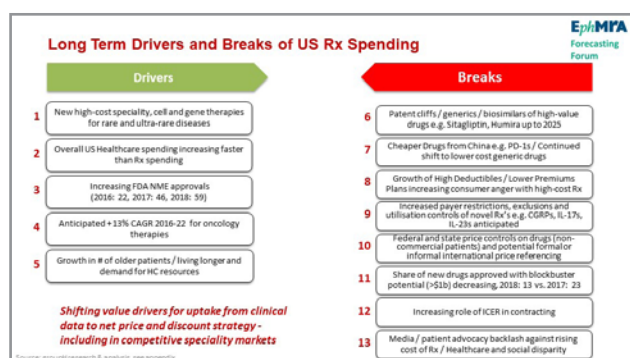 EphMRA
Forecasting
Forum
Long Term Drivers and Breaks of US Rx Spending
Drivers
1
New high-cost speciality, cell and gene therapies
for rare and ultra-rare diseases
2
Overall US Healthcare spending increasing faster
than Rx spending
3
Increasing FDA NME approvals
(2016: 22, 2017: 46, 2018: 59)
4
Anticipated +13% CAGR 2016-22 for oncology
therapies
5
Growth in # of older patients / living longer and
demand for HC resources
Shifting value drivers for uptake from clinical
data to net price and discount strategy -
including in competitive speciality markets
Breaks
6
Patent cliffs / generics / biosimilars of high-value
drugs e.g. Sitagliptin, Humira up to 2025
7
Cheaper Drugs from China e.g. PD-1s / Continued
shift to lower cost generic drugs
8
Growth of High Deductibles / Lower Premiums
Plans increasing consumer anger with high-cost Rx
9
Increased payer restrictions, exclusions and
utilisation controls of novel Rx's e.g. CGRPs, IL-17s,
IL-23s anticipated
10
Federal and state price controls on drugs (non-
commercial patients) and potential formal or
informal international price referencing
11
Share of new drugs approved with blockbuster
potential (>$1b) decreasing, 2018: 13 vs. 2017: 23
12
Increasing role of ICER in contracting
13
Media / patient advocacy backlash against rising
cost of Rx / Healthcare and social disparity